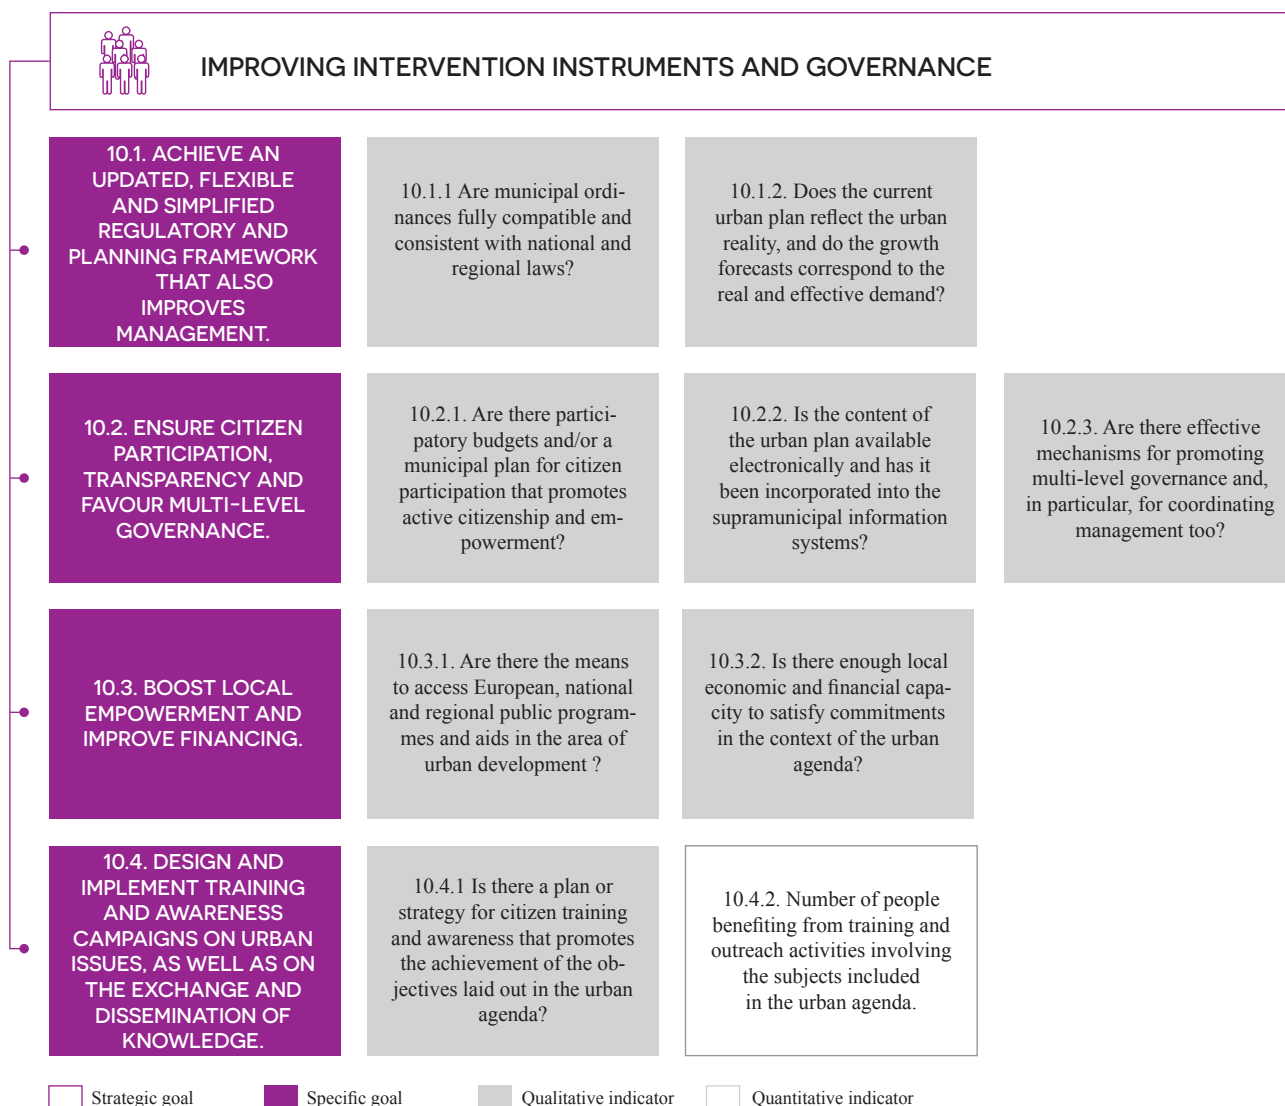 IMPROVING INTERVENTION INSTRUMENTS AND GOVERNANCE
10.1. ACHIEVE AN
UPDATED, FLEXIBLE
AND SIMPLIFIED
REGULATORY AND
PLANNING FRAMEWORK
THAT ALSO
IMPROVES
MANAGEMENT.
10.1.1 Are municipal ordi-
nances fully compatible and
consistent with national and
regional laws?
10.1.2. Does the current
urban plan reflect the urban
reality, and do the growth
forecasts correspond to the
real and effective demand?
10.2. ENSURE CITIZEN
PARTICIPATION,
TRANSPARENCY AND
FAVOUR MULTI-LEVEL
GOVERNANCE.
10.2.1. Are there partici-
patory budgets and/or a
municipal plan for citizen
participation that promotes
active citizenship and em-
powerment?
10.2.2. Is the content of
the urban plan available
electronically and has it
been incorporated into the
supramunicipal information
systems?
10.2.3. Are there effective
mechanisms for promoting
multi-level governance and,
in particular, for coordinating
management too?
10.3. BOOST LOCAL
EMPOWERMENT AND
IMPROVE FINANCING.
10.3.1. Are there the means
to access European, national
and regional public program-
mes and aids in the area of
urban development ?
10.3.2. Is there enough local
economic and financial capa-
city to satisfy commitments
in the context of the urban
agenda?
10.4. DESIGN AND
IMPLEMENT TRAINING
AND AWARENESS
CAMPAIGNS ON URBAN
ISSUES, AS WELL AS ON
THE EXCHANGE AND
DISSEMINATION OF
KNOWLEDGE.
10.4.1 Is there a plan or
strategy for citizen training
and awareness that promotes
the achievement of the ob-
jectives laid out in the urban
agenda?
10.4.2. Number of people
benefiting from training and
outreach activities involving
the subjects included
in the urban agenda.
Strategic goal
Specific goal
Qualitative indicator
Quantitative indicator